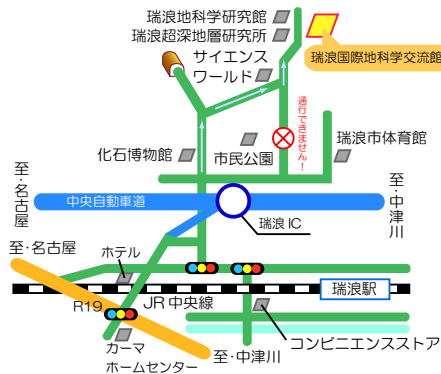 瑞浪地科学研究館
瑞浪超深地層研究所
サイエンス
ワールド
瑞浪国際地科学交流館
通行できません！
化石博物館
市民公園
瑞浪市体育館
至・名古屋
中央自動車道
至・中津川
瑞浪IC
至・名古屋
ホテル
R19
JR中央線
瑞浪駅
カーマ
ホームセンター
至・中津川
コンビニエンスストア